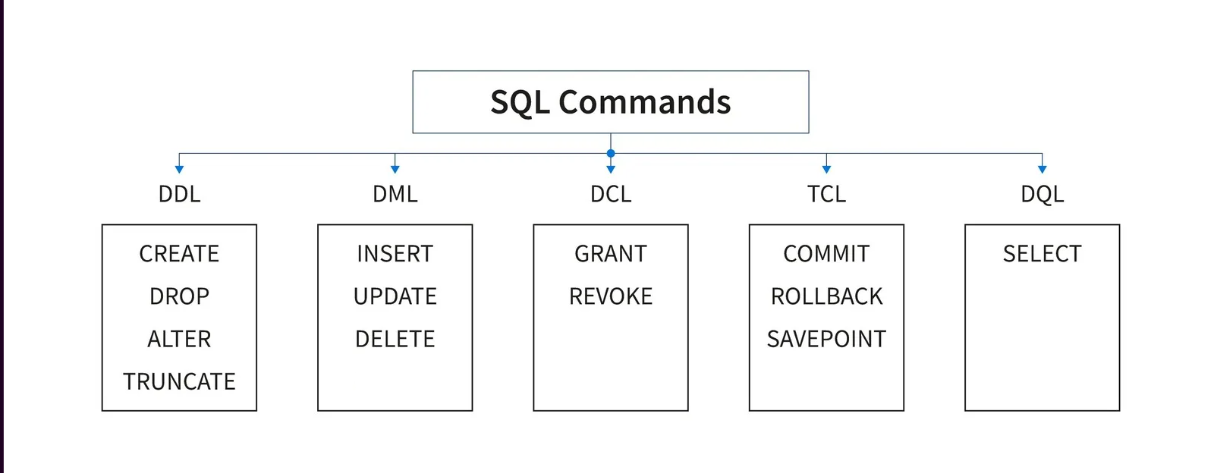 SQL Commands
DDL
DML
DCL
TCL
DQL
CREATE
DROP
ALTER
TRUNCATE
INSERT
UPDATE
DELETE
GRANT
REVOKE
COMMIT
ROLLBACK
SAVEPOINT
SELECT